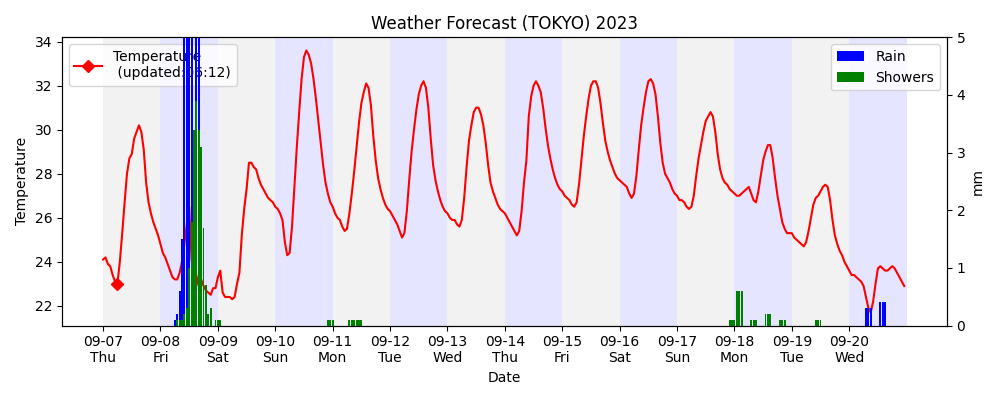 Weather Forecast (TOKYO) 2023
Temperature
(updated:06:12)
Rain
Showers
34
32
30
28
26
24
22
Temperature
5
4
3
2
1
0
mm
09-07 09-08 09-09 09-10 09-11 09-12 09-13 09-14 09-15 09-16 09-17 09-18 09-19 09-20
Thu Fri Sat Sun Mon Tue Wed Thu Fri Sat Sun Mon Tue Wed
Date